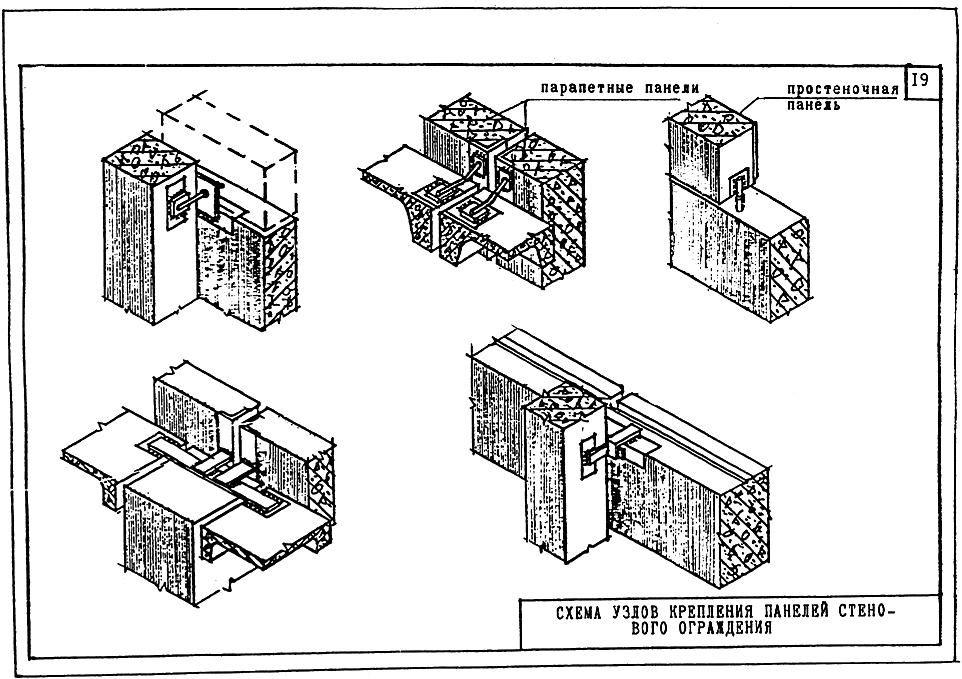 I9
парапетные панели
простеночная
панель
СХЕМА УЗЛОВ КРЕПЛЕНИЯ ПАНЕЛЕЙ СТЕНО-
ВОГО ОГРАЖДЕНИЯ